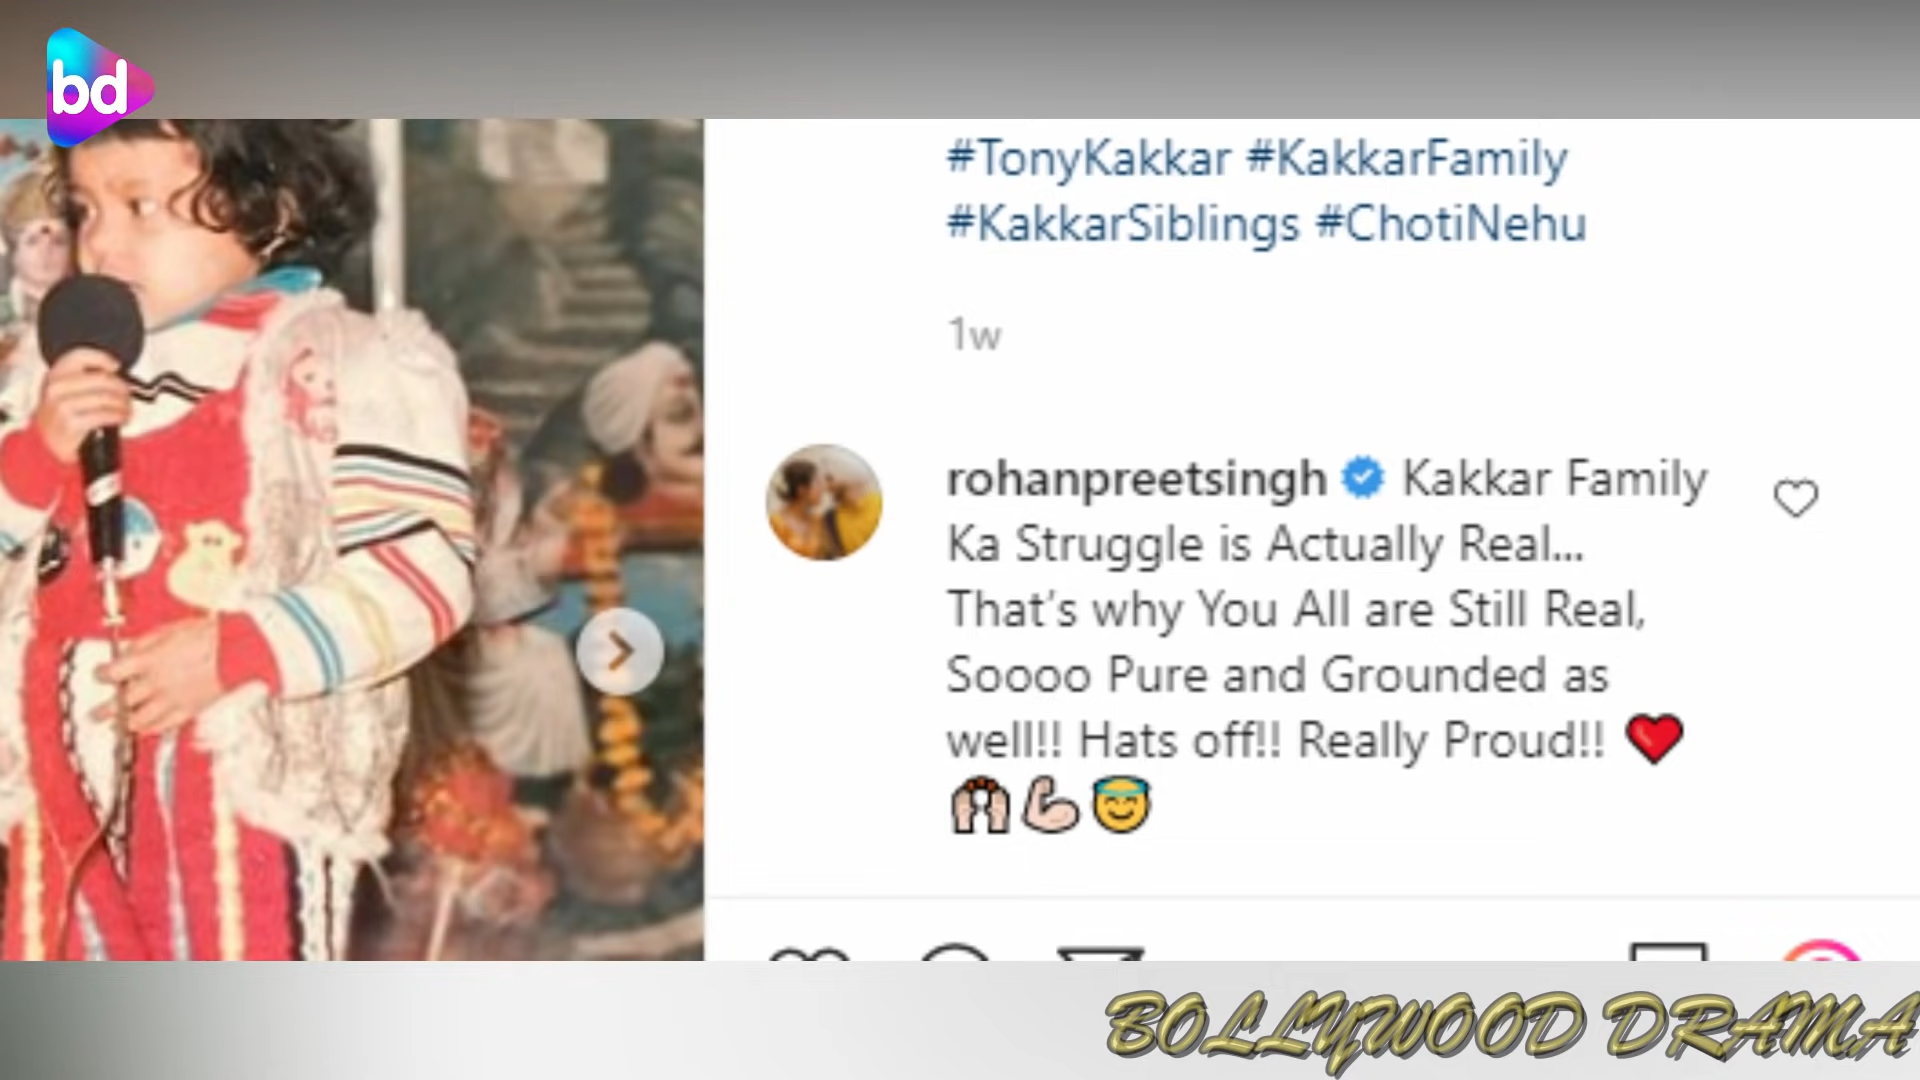 bd
#TonyKakkar #KakkarFamily
#KakkarSiblings #ChotiNehu
1w
rohanpreetsingh Kakkar Family
Ka Struggle is Actually Real...
That's why You All are Still Real,
Soooo Pure and Grounded as
well!! Hats off!! Really Proud!! ❤️
🙌🏻💪🏻😇
BOLLYWOOD DRAMA